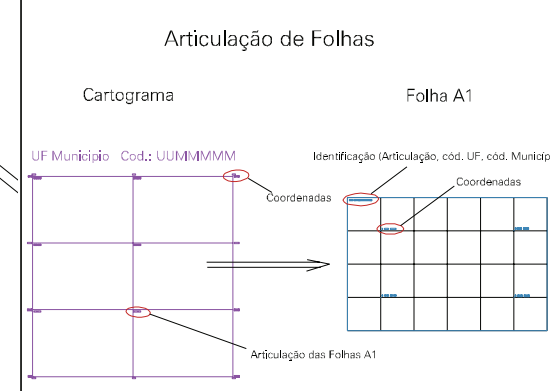 Articulação de Folhas
Cartograma
Folha A1
UF Municipio Cod.: UUMMMMM
Identificação (Articulação, cód. UF, cód. Municíp
Coordenadas
Coordenadas
Articulação das Folhas A1